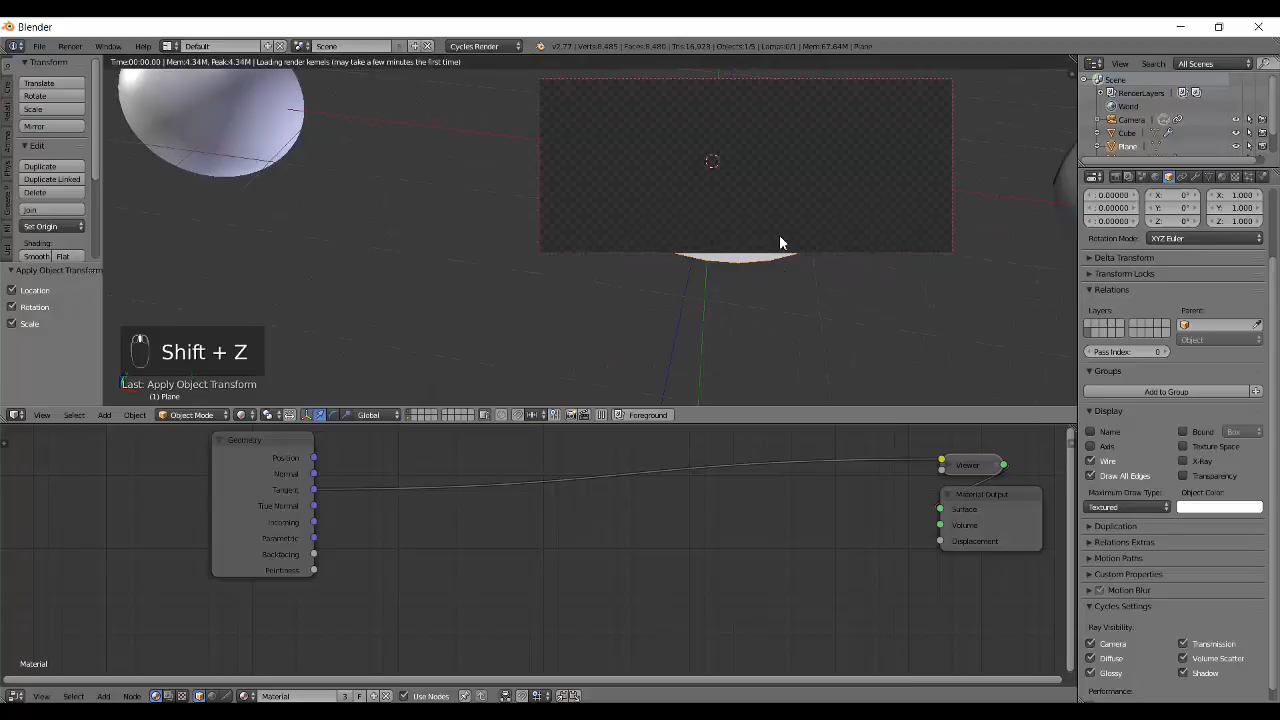 Blender
File Render Window Help Default Scene Cycles Render v2.77 | Verts:8,485 | Faces:8,480 | Tris:16,928 | Objects:1/5 | Lamps:0/1 | Mem:67.64M | Plane
View Search All Scenes
Transform
Translate
Rotate
Scale
Mirror
Edit
Duplicate
Duplicate Linked
Delete
Join
Set Origin
Shading:
Smooth Flat
Apply Object Transform
Location
Rotation
Scale
Time:00:00.00 | Mem:4.34M, Peak:4.34M | Loading render kernels (may take a few minutes the first time)
Shift + Z
Last: Apply Object Transform
(1) Plane
View Select Add Object Object Mode Global Foreground
Geometry
Position
Normal
Tangent
True Normal
Incoming
Parametric
Backfacing
Pointiness
Viewer
Material Output
Surface
Volume
Displacement
Material
View Select Add Node Material 3 F Use Nodes
Scene
RenderLayers
World
Camera
Cube
Plane
: 0.00000 X: 0° X: 1.000
: 0.00000 Y: 0° Y: 1.000
: 0.00000 Z: 0° Z: 1.000
Rotation Mode: XYZ Euler
Delta Transform
Transform Locks
Relations
Layers: Parent:
Object
Pass Index: 0
Groups
Add to Group
Display
Name Bound Box
Axis Texture Space
Wire X-Ray
Draw All Edges Transparency
Maximum Draw Type: Object Color:
Textured
Duplication
Relations Extras
Motion Paths
Custom Properties
Motion Blur
Cycles Settings
Ray Visibility:
Camera Transmission
Diffuse Volume Scatter
Glossy Shadow
Performance: